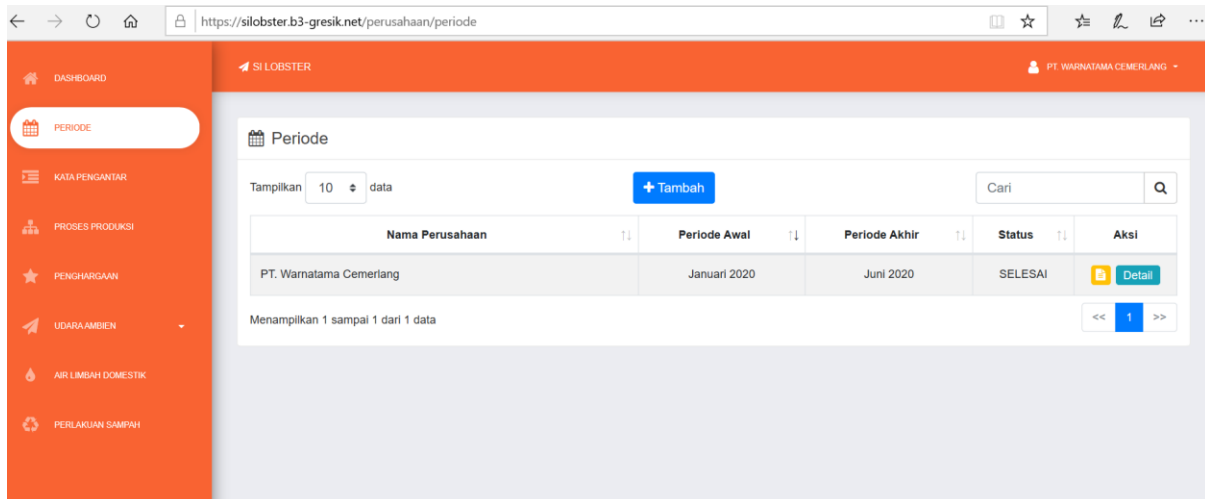 https://silobster.b3-gresik.net/perusahaan/periode
SI LOBSTER
PT. WARNATAMA CEMERLANG
DASHBOARD
PERIODE
KATA PENGANTAR
PROSES PRODUKSI
PENGHARGAAN
UDARA AMBIEN
AIR LIMBAH DOMESTIK
PERLAKUAN SAMPAH
Periode
Tampilkan 10 data
+ Tambah
Cari
Nama Perusahaan Periode Awal Periode Akhir Status Aksi
PT. Warnatama Cemerlang Januari 2020 Juni 2020 SELESAI Detail
Menampilkan 1 sampai 1 dari 1 data
<< 1 >>